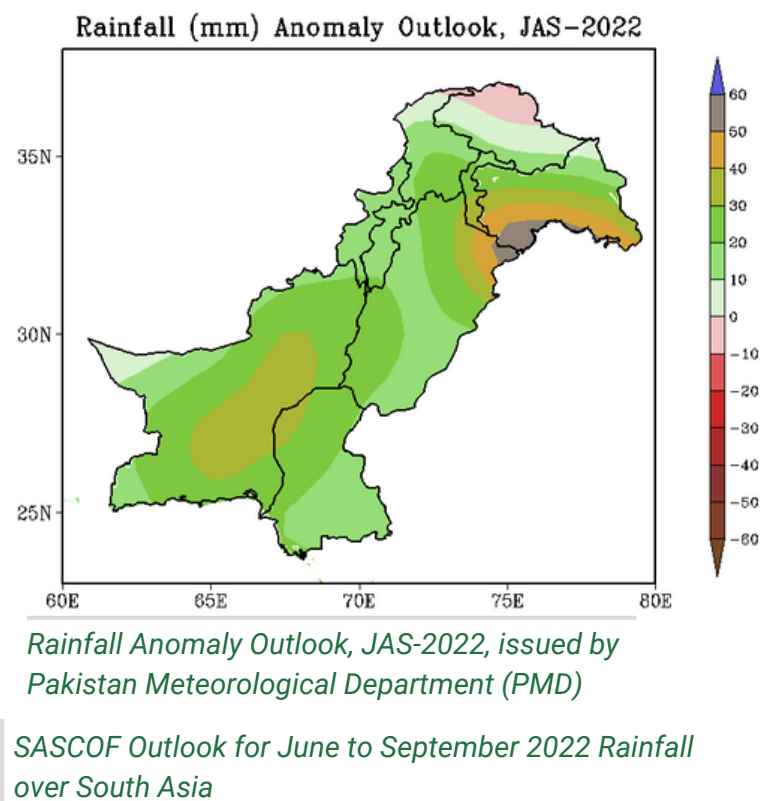 Rainfall (mm) Anomaly Outlook, JAS-2022
35N
30N
25N
60E 65E 70E 75E 80E
60
50
40
30
20
10
0
-10
-20
-30
-40
-50
-60
Rainfall Anomaly Outlook, JAS-2022, issued by
Pakistan Meteorological Department (PMD)
SASCOF Outlook for June to September 2022 Rainfall
over South Asia